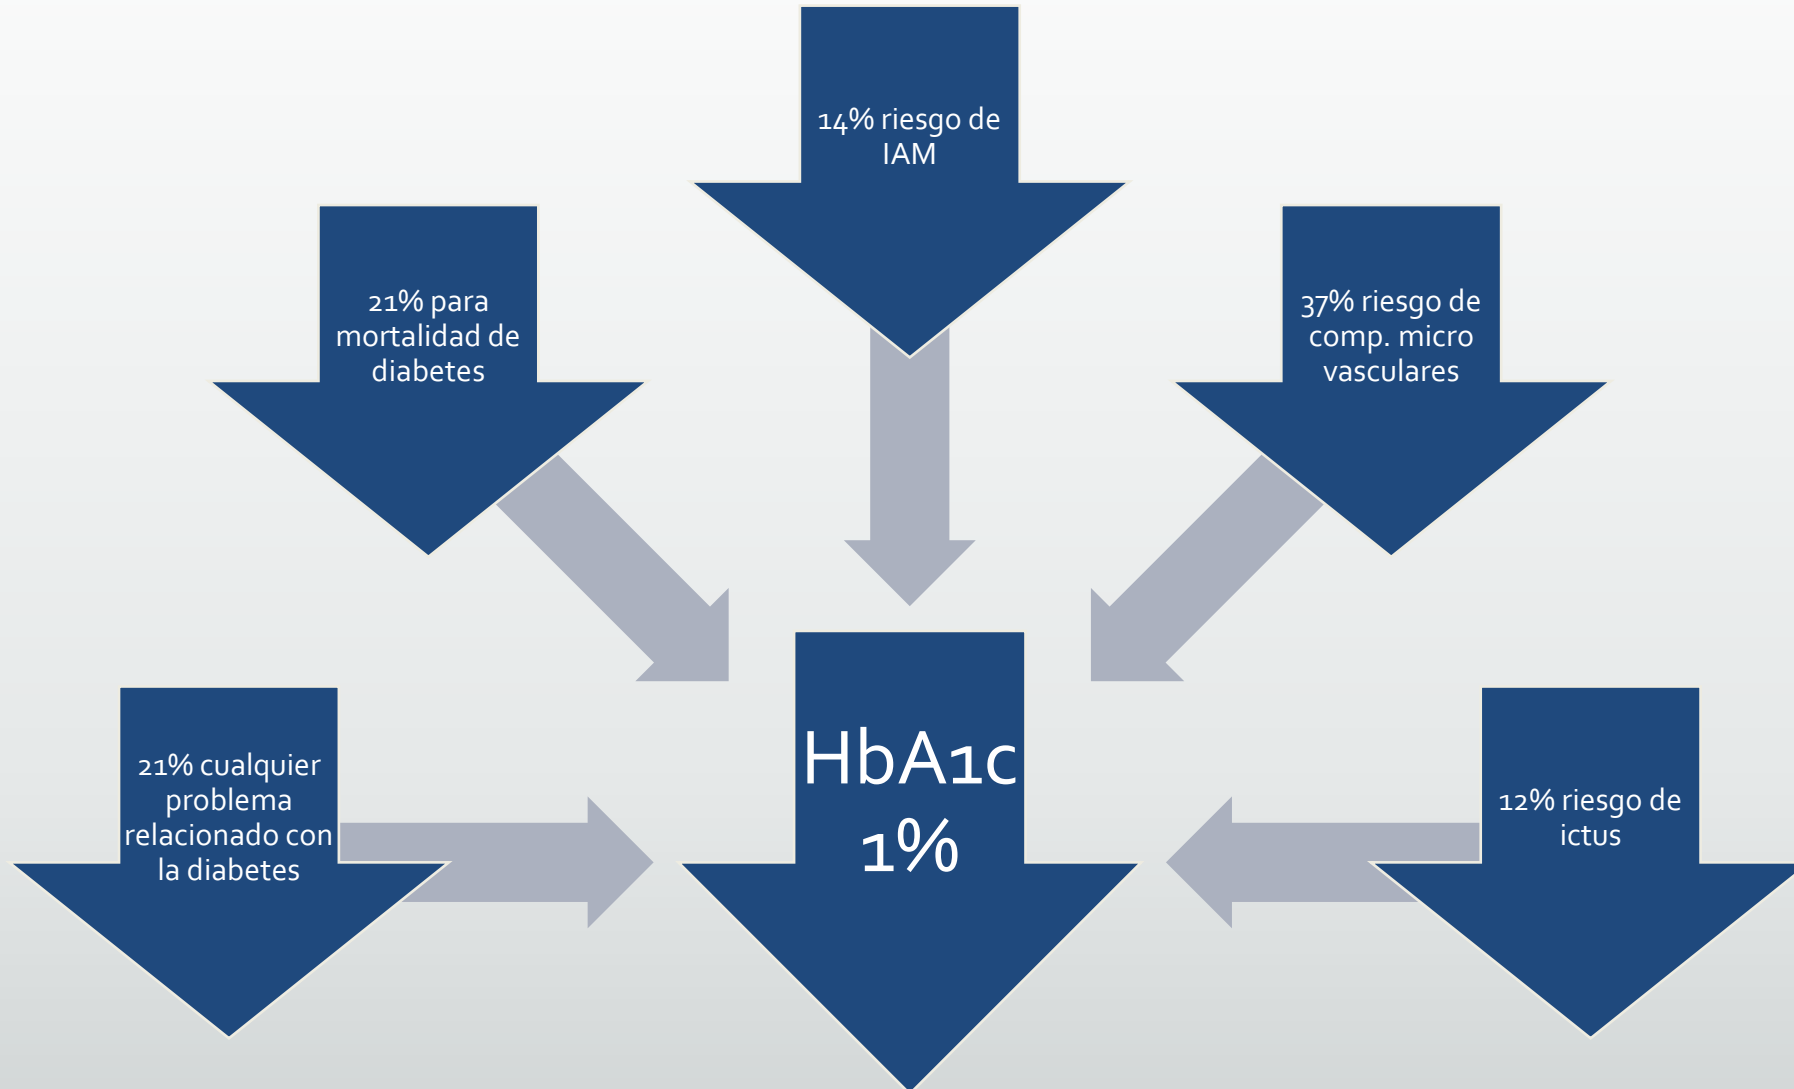 14% riesgo de
IAM
21% para
mortalidad de
diabetes
37% riesgo de
comp. micro
vasculares
21% cualquier
problema
relacionado con
la diabetes
HbA1c
1%
12% riesgo de
ictus